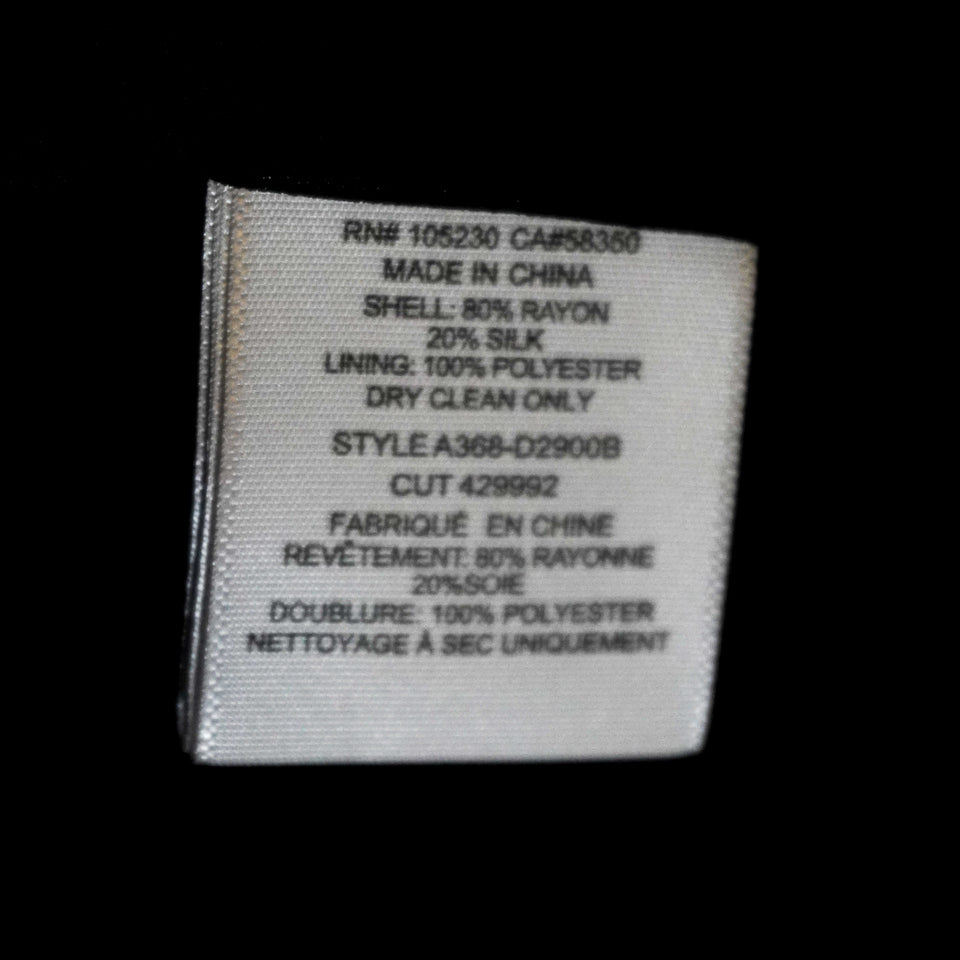 RN# 105230 CA#58350
MADE IN CHINA
SHELL: 80% RAYON
20% SILK
LINING: 100% POLYESTER
DRY CLEAN ONLY
STYLE A368-D2900B
CUT 429992
FABRIQUÉ EN CHINE
REVÊTEMENT: 80% RAYONNE
20%SOIE
DOUBLURE: 100% POLYESTER
NETTOYAGE À SEC UNIQUEMENT